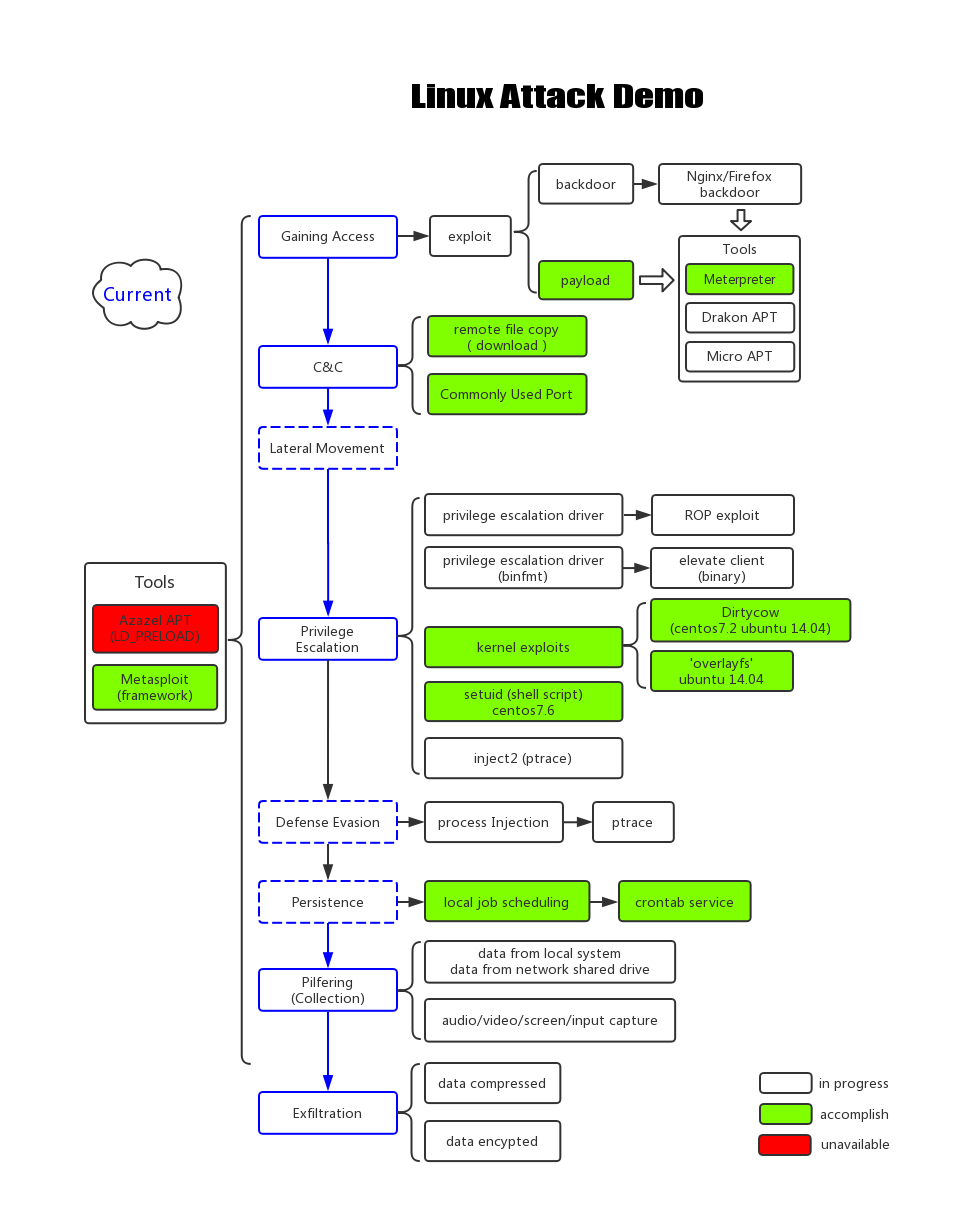 Linux Attack Demo
Current
Gaining Access
exploit
backdoor
Nginx/Firefox
backdoor
payload
Tools
Meterpreter
Drakon APT
Micro APT
C&C
remote file copy
( download )
Commonly Used Port
Lateral Movement
Tools
Azazel APT
(LD_PRELOAD)
Metasploit
(framework)
Privilege
Escalation
privilege escalation driver
ROP exploit
privilege escalation driver
(binfmt)
elevate client
(binary)
kernel exploits
Dirtycow
(centos7.2 ubuntu 14.04)
'overlayfs'
ubuntu 14.04
setuid (shell script)
centos7.6
inject2 (ptrace)
Defense Evasion
process Injection
ptrace
Persistence
local job scheduling
crontab service
Pilfering
(Collection)
data from local system
data from network shared drive
audio/video/screen/input capture
Exfiltration
data compressed
data encypted
in progress
accomplish
unavailable